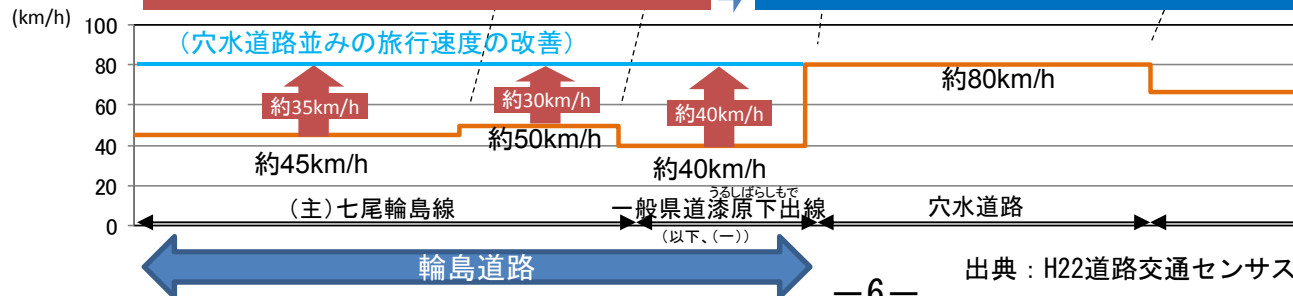 (km/h)
100
(穴水道路並みの旅行速度の改善)
80
約35km/h
約30km/h
約40km/h
約80km/h
60
約45km/h
約50km/h
約40km/h
40
20
0
(主)七尾輪島線
うるしばらしもで
一般県道漆原下出線
(以下、(一))
穴水道路
輪島道路
出典：H22道路交通センサス
－6－